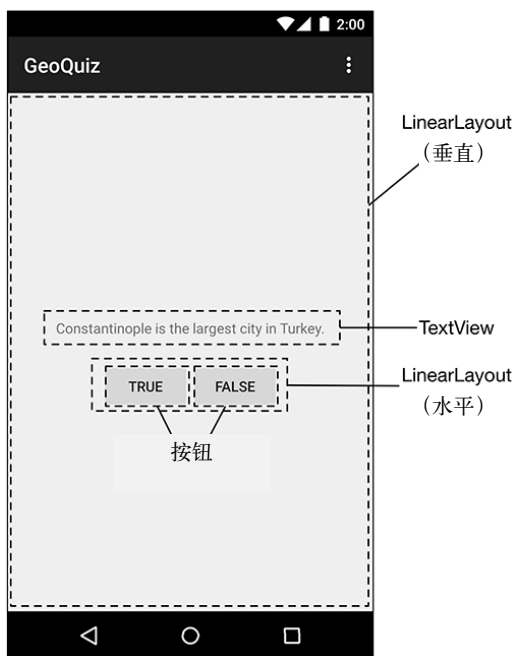 2:00
GeoQuiz
LinearLayout
（垂直）
Constantinople is the largest city in Turkey.
TextView
LinearLayout
（水平）
TRUE
FALSE
按钮